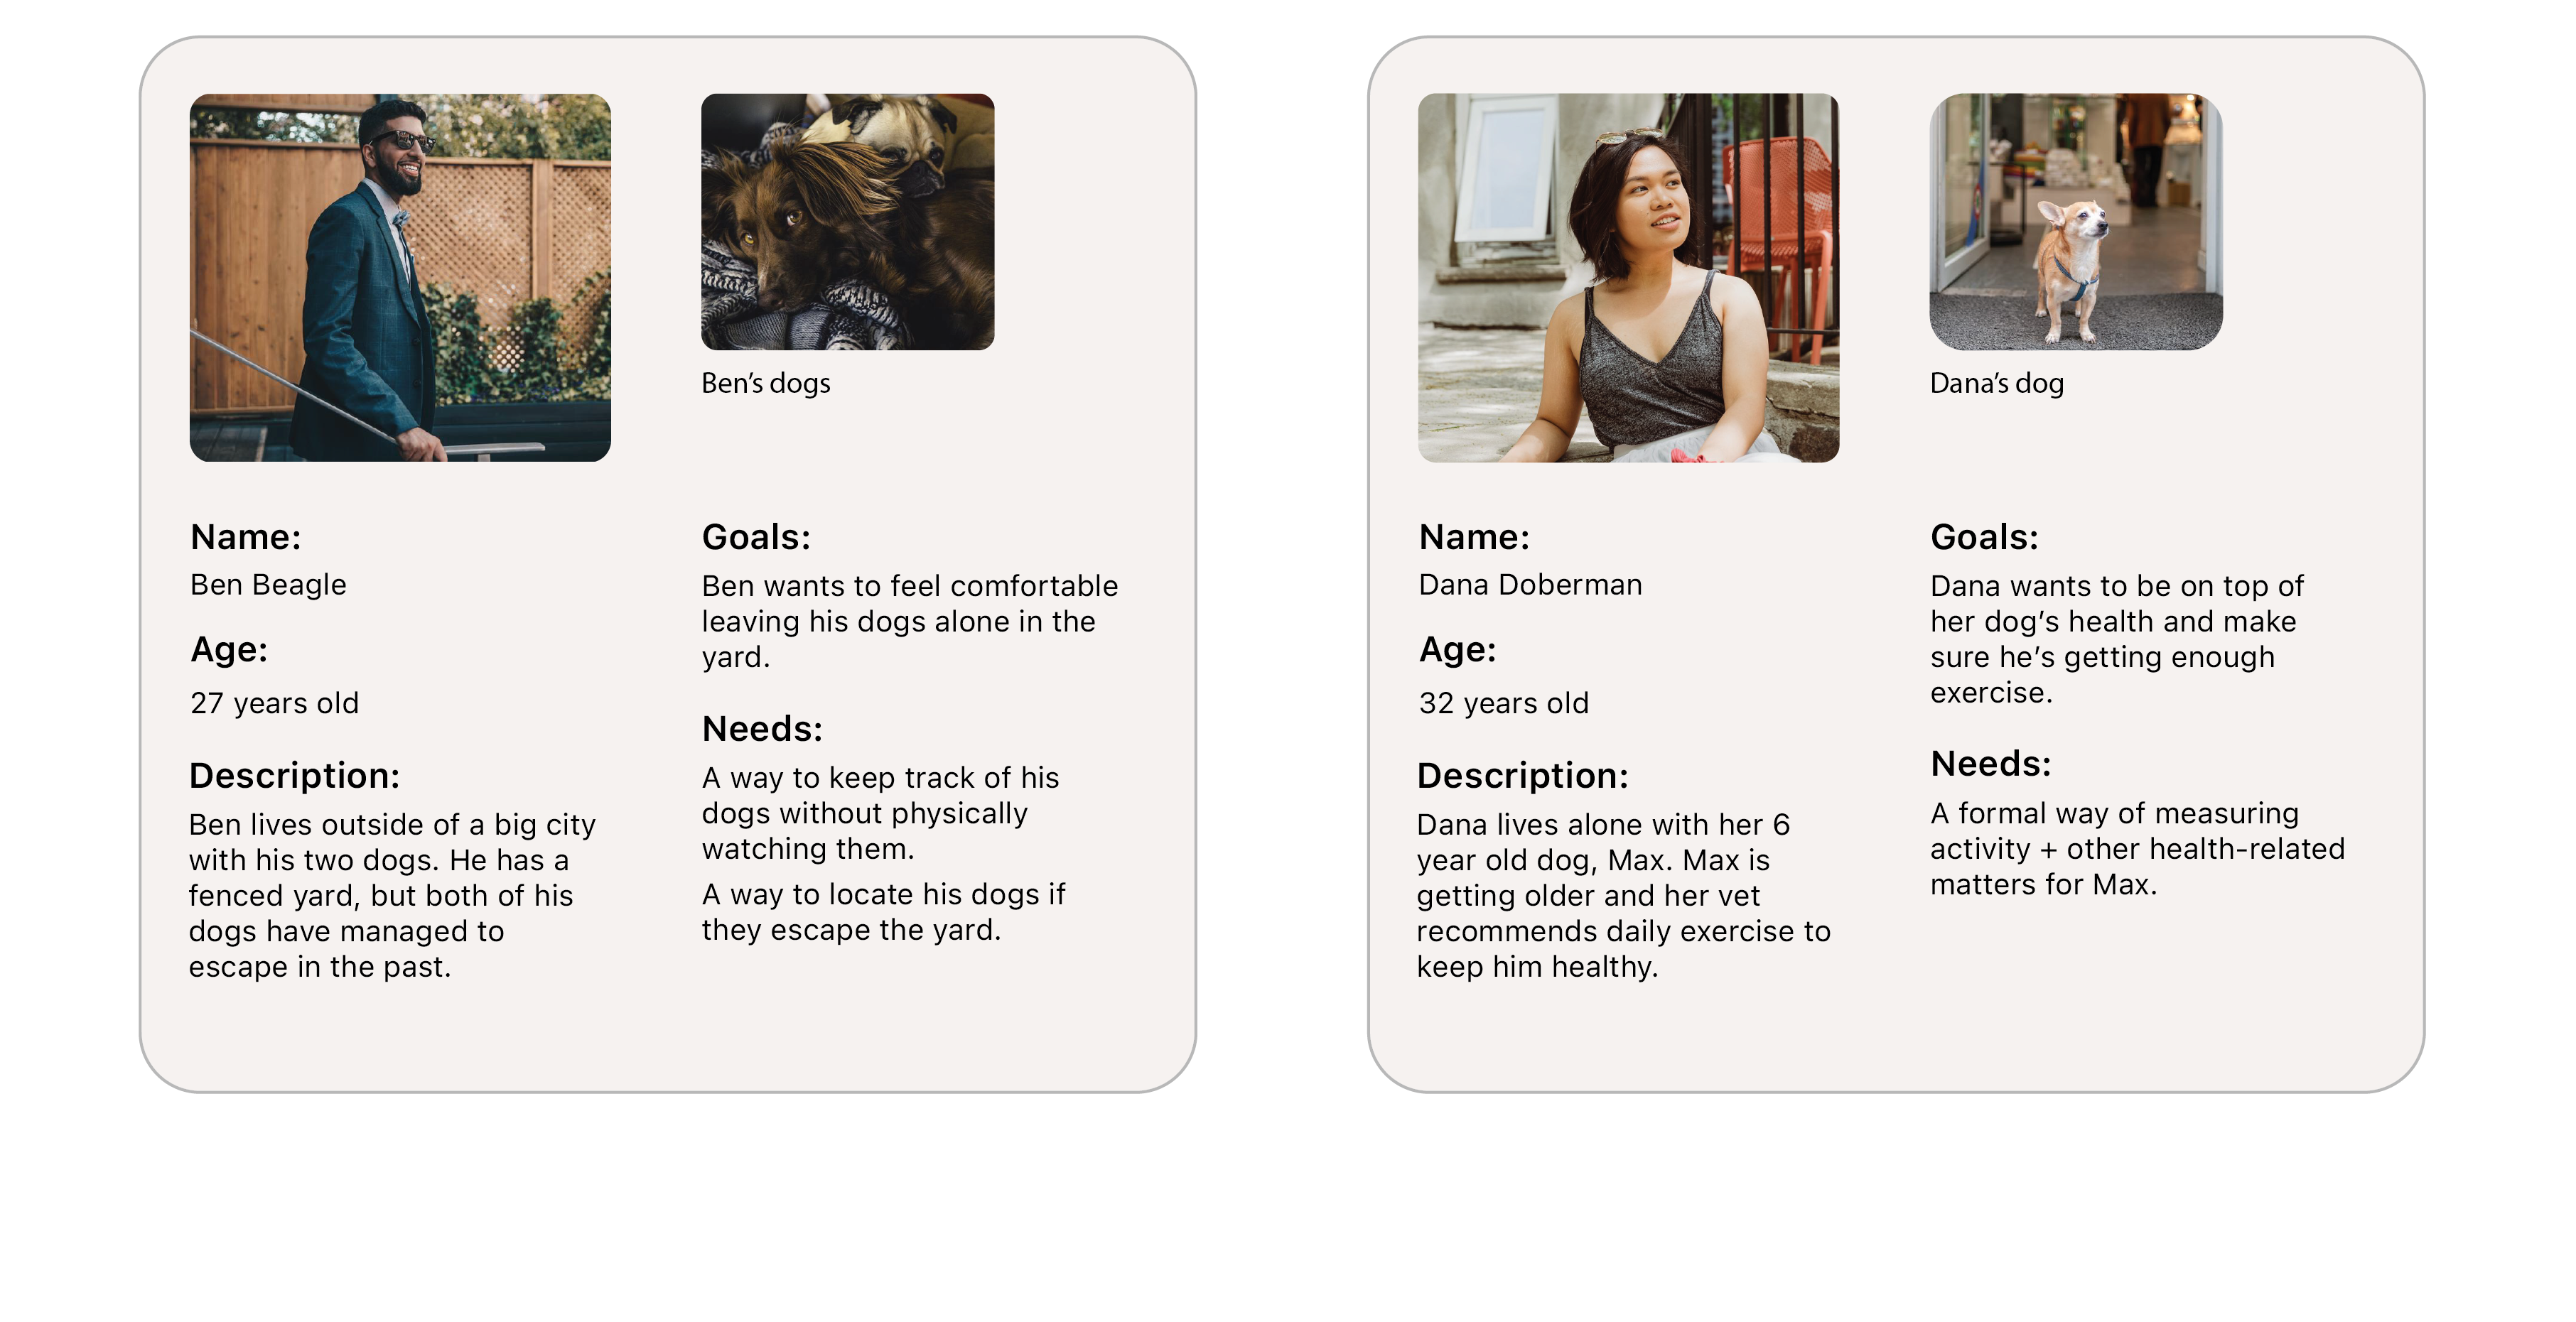 Ben's dogs
Name:
Ben Beagle
Age:
27 years old
Description:
Ben lives outside of a big city
with his two dogs. He has a
fenced yard, but both of his
dogs have managed to
escape in the past.
Goals:
Ben wants to feel comfortable
leaving his dogs alone in the
yard.
Needs:
A way to keep track of his
dogs without physically
watching them.
A way to locate his dogs if
they escape the yard.
Dana's dog
Name:
Dana Doberman
Age:
32 years old
Description:
Dana lives alone with her 6
year old dog, Max. Max is
getting older and her vet
recommends daily exercise to
keep him healthy.
Goals:
Dana wants to be on top of
her dog's health and make
sure he's getting enough
exercise.
Needs:
A formal way of measuring
activity + other health-related
matters for Max.